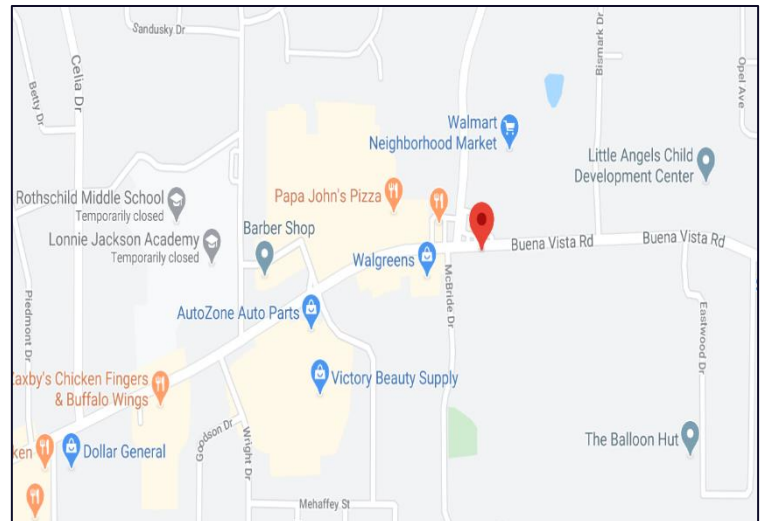 Sandusky Dr
Celia Dr
Betty Dr
Bismark Dr
Opel Ave
Walmart
Neighborhood Market
Little Angels Child
Development Center
Rothschild Middle School
Temporarily closed
Papa John's Pizza
Lonnie Jackson Academy
Temporarily closed
Barber Shop
Walgreens
Buena Vista Rd
Buena Vista Rd
McBride Dr
Piedmont Dr
AutoZone Auto Parts
Eastwood Dr
Zaxby's Chicken Fingers
& Buffalo Wings
Victory Beauty Supply
Goodson Dr
Wright Dr
The Balloon Hut
ken
Dollar General
Mehaffey St